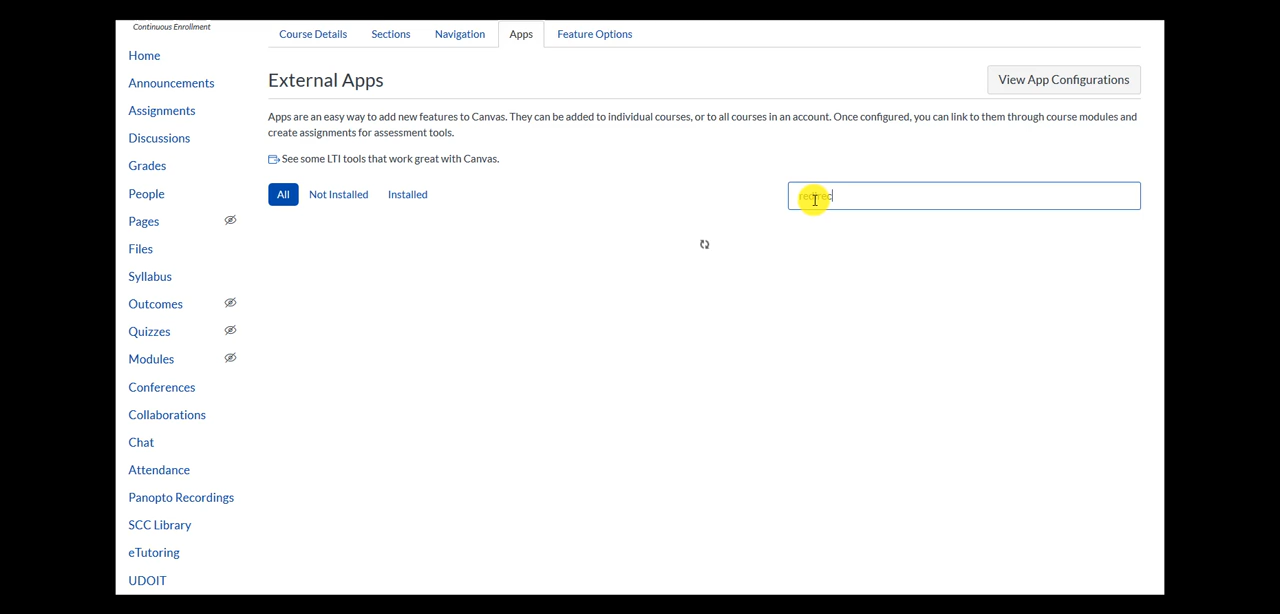 Continuous Enrollment
Course Details Sections Navigation Apps Feature Options
Home
Announcements
Assignments
Discussions
Grades
People
Pages
Files
Syllabus
Outcomes
Quizzes
Modules
Conferences
Collaborations
Chat
Attendance
Panopto Recordings
SCC Library
eTutoring
UDOIT
External Apps
View App Configurations
Apps are an easy way to add new features to Canvas. They can be added to individual courses, or to all courses in an account. Once configured, you can link to them through course modules and
create assignments for assessment tools.
See some LTI tools that work great with Canvas.
All Not Installed Installed
redirec